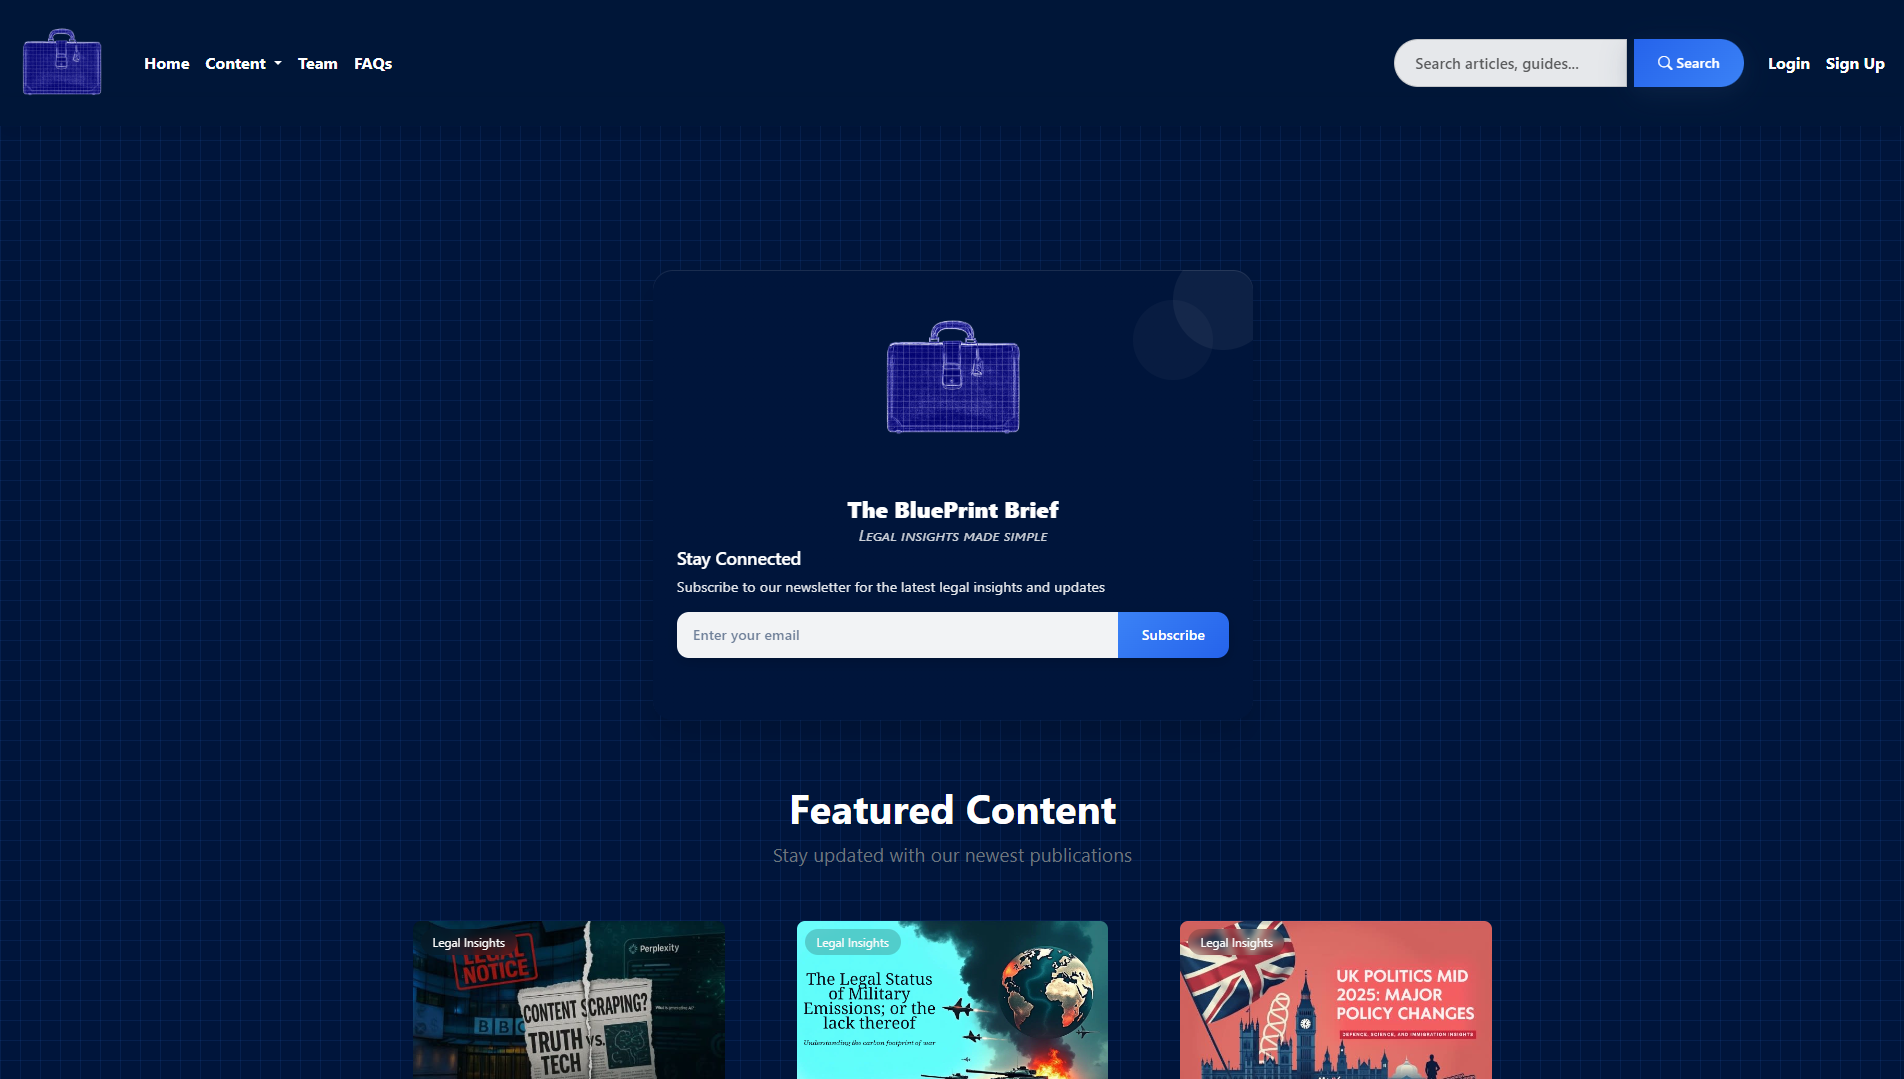 Home Content Team FAQs
Search articles, guides...
Search
Login Sign Up
The BluePrint Brief
Legal insights made simple
Stay Connected
Subscribe to our newsletter for the latest legal insights and updates
Enter your email
Subscribe
Featured Content
Stay updated with our newest publications
Legal Insights
LEGAL
NOTICE
Perplexity
BBC
CONTENT SCRAPING?
TRUTH
VS.
TECH
Legal Insights
The Legal Status
of Military
Emissions; or the
lack thereof
Understanding the carbon footprint of war
Legal Insights
UK POLITICS MID
2025: MAJOR
POLICY CHANGES
DEFENCE, SCIENCE, AND IMMIGRATION INSIGHTS